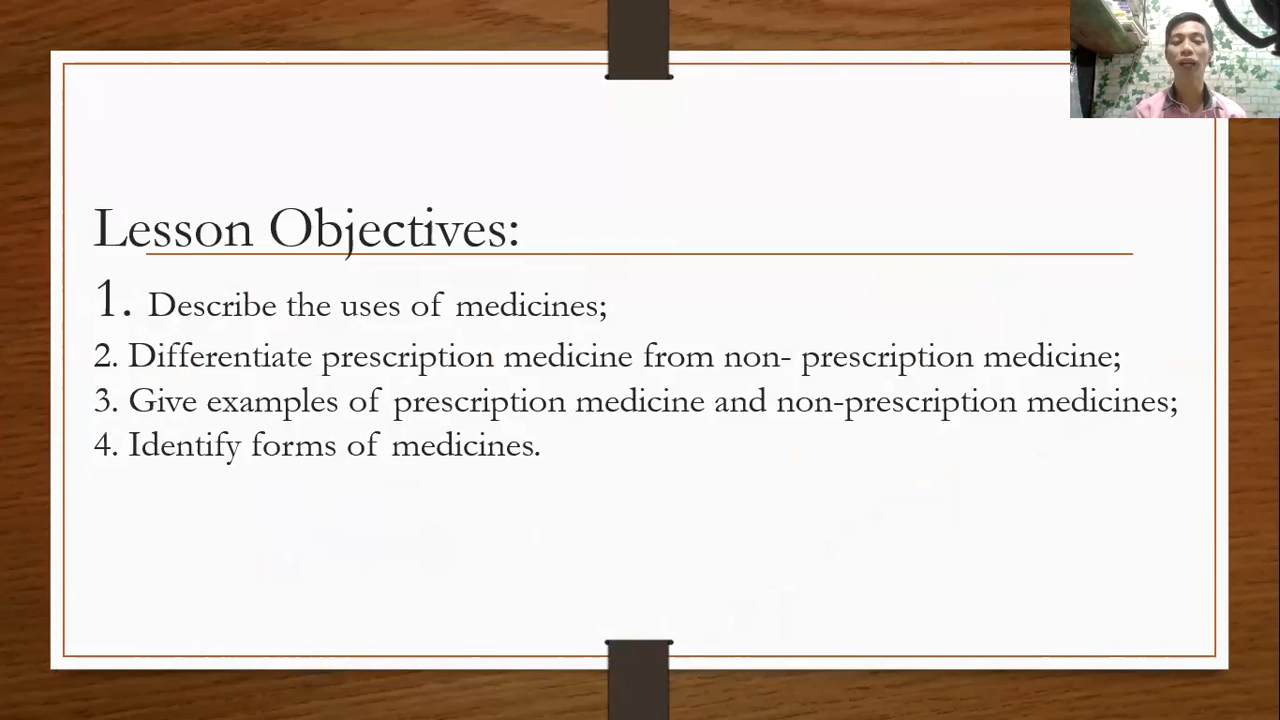 Lesson Objectives:
1. Describe the uses of medicines;
2. Differentiate prescription medicine from non- prescription medicine;
3. Give examples of prescription medicine and non-prescription medicines;
4. Identify forms of medicines.